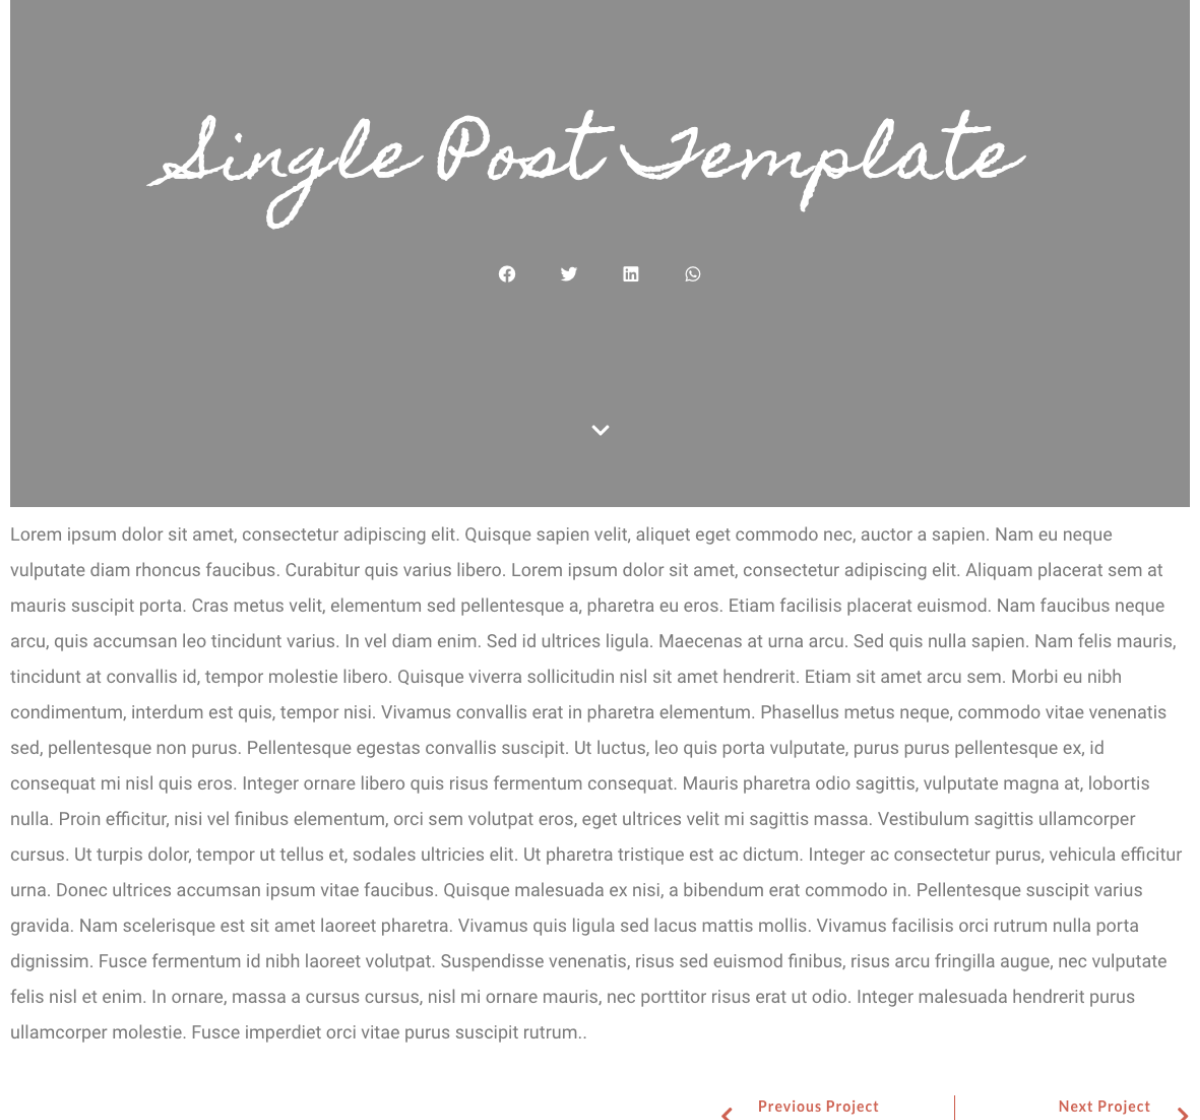 Single Post Template
Lorem ipsum dolor sit amet, consectetur adipiscing elit. Quisque sapien velit, aliquet eget commodo nec, auctor a sapien. Nam eu neque
vulputate diam rhoncus faucibus. Curabitur quis varius libero. Lorem ipsum dolor sit amet, consectetur adipiscing elit. Aliquam placerat sem at
mauris suscipit porta. Cras metus velit, elementum sed pellentesque a, pharetra eu eros. Etiam facilisis placerat euismod. Nam faucibus neque
arcu, quis accumsan leo tincidunt varius. In vel diam enim. Sed id ultrices ligula. Maecenas at urna arcu. Sed quis nulla sapien. Nam felis mauris,
tincidunt at convallis id, tempor molestie libero. Quisque viverra sollicitudin nisl sit amet hendrerit. Etiam sit amet arcu sem. Morbi eu nibh
condimentum, interdum est quis, tempor nisi. Vivamus convallis erat in pharetra elementum. Phasellus metus neque, commodo vitae venenatis
sed, pellentesque non purus. Pellentesque egestas convallis suscipit. Ut luctus, leo quis porta vulputate, purus purus pellentesque ex, id
consequat mi nisl quis eros. Integer ornare libero quis risus fermentum consequat. Mauris pharetra odio sagittis, vulputate magna at, lobortis
nulla. Proin efficitur, nisi vel finibus elementum, orci sem volutpat eros, eget ultrices velit mi sagittis massa. Vestibulum sagittis ullamcorper
cursus. Ut turpis dolor, tempor ut tellus et, sodales ultricies elit. Ut pharetra tristique est ac dictum. Integer ac consectetur purus, vehicula efficitur
urna. Donec ultrices accumsan ipsum vitae faucibus. Quisque malesuada ex nisi, a bibendum erat commodo in. Pellentesque suscipit varius
gravida. Nam scelerisque est sit amet laoreet pharetra. Vivamus quis ligula sed lacus mattis mollis. Vivamus facilisis orci rutrum nulla porta
dignissim. Fusce fermentum id nibh laoreet volutpat. Suspendisse venenatis, risus sed euismod finibus, risus arcu fringilla augue, nec vulputate
felis nisl et enim. In ornare, massa a cursus cursus, nisl mi ornare mauris, nec porttitor risus erat ut odio. Integer malesuada hendrerit purus
ullamcorper molestie. Fusce imperdiet orci vitae purus suscipit rutrum..
Previous Project
Next Project